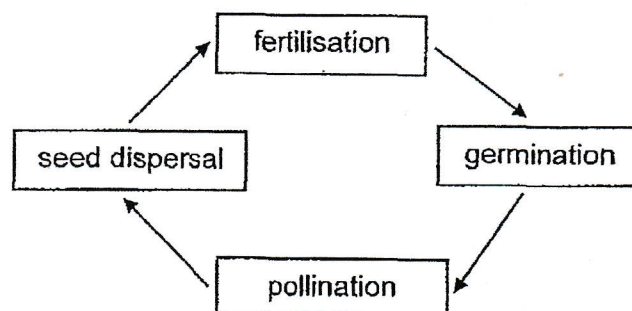 fertilisation
seed dispersal
germination
pollination